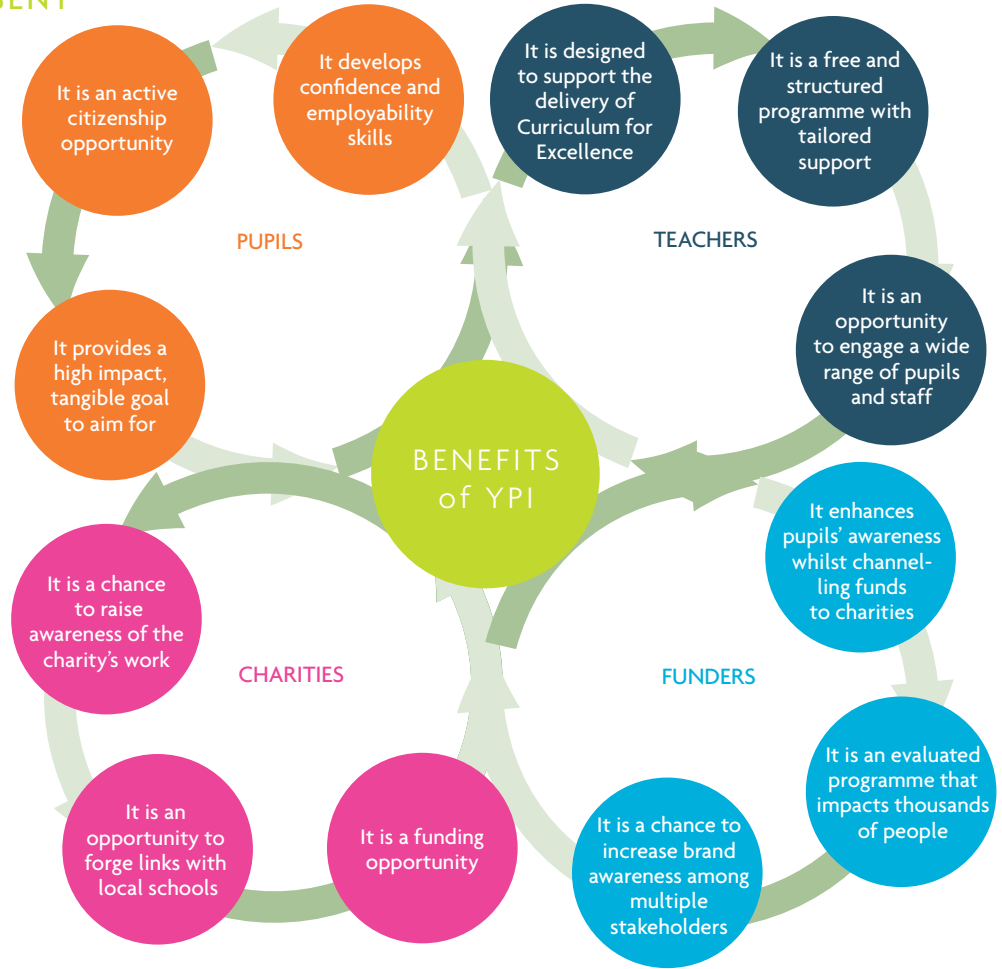 It develops
confidence and
employability
skills
It is an active
citizenship
opportunity
It provides a
high impact,
tangible goal
to aim for
PUPILS
It is designed
to support the
delivery of
Curriculum for
Excellence
It is a free and
structured
programme with
tailored
support
It is an
opportunity
to engage a wide
range of pupils
and staff
TEACHERS
BENEFITS
of YPI
It is a chance
to raise
awareness of the
charity's work
It is an
opportunity to
forge links with
local schools
It is a funding
opportunity
CHARITIES
It enhances
pupils' awareness
whilst channel-
ling funds
to charities
It is an evaluated
programme that
impacts thousands
of people
It is a chance to
increase brand
awareness among
multiple
stakeholders
FUNDERS